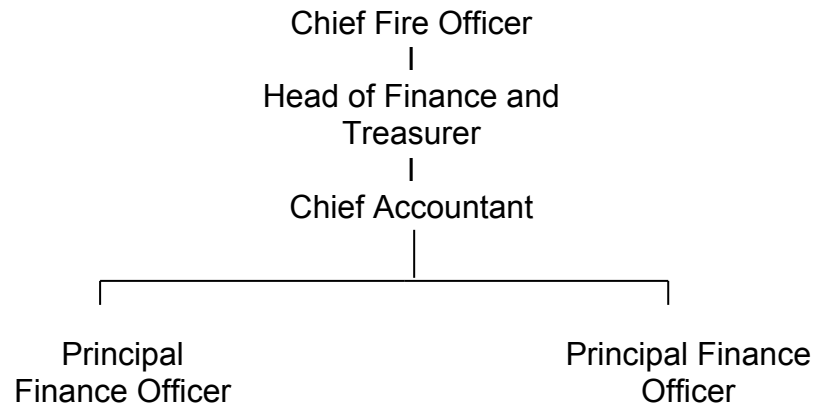 Chief Fire Officer
Head of Finance and
Treasurer
Chief Accountant
Principal
Finance Officer
Principal Finance
Officer